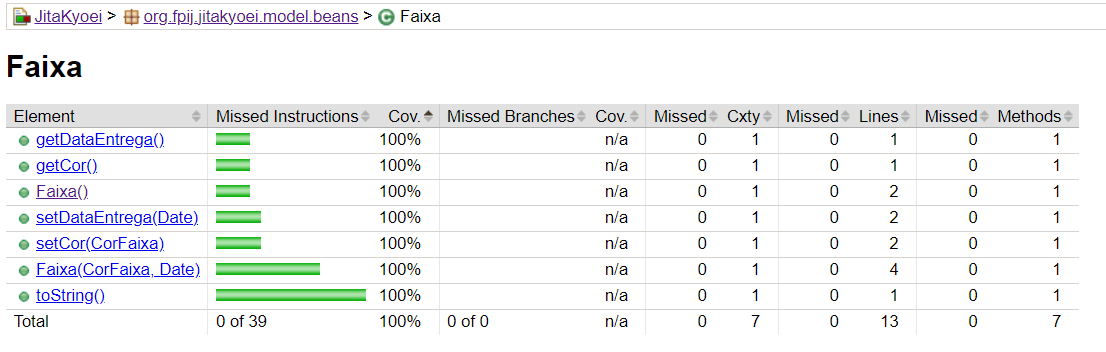 JitaKyoei > org.fpij.jitakyoei.model.beans > Faixa
Faixa
Element Missed Instructions Cov. Missed Branches Cov. Missed Cxty Missed Lines Missed Methods
getDataEntrega() 100% n/a 0 1 0 1 0 1
getCor() 100% n/a 0 1 0 1 0 1
Faixa() 100% n/a 0 1 0 2 0 1
setDataEntrega(Date) 100% n/a 0 1 0 2 0 1
setCor(CorFaixa) 100% n/a 0 1 0 2 0 1
Faixa(CorFaixa, Date) 100% n/a 0 1 0 4 0 1
toString() 100% n/a 0 1 0 1 0 1
Total 0 of 39 100% 0 of 0 n/a 0 7 0 13 0 7